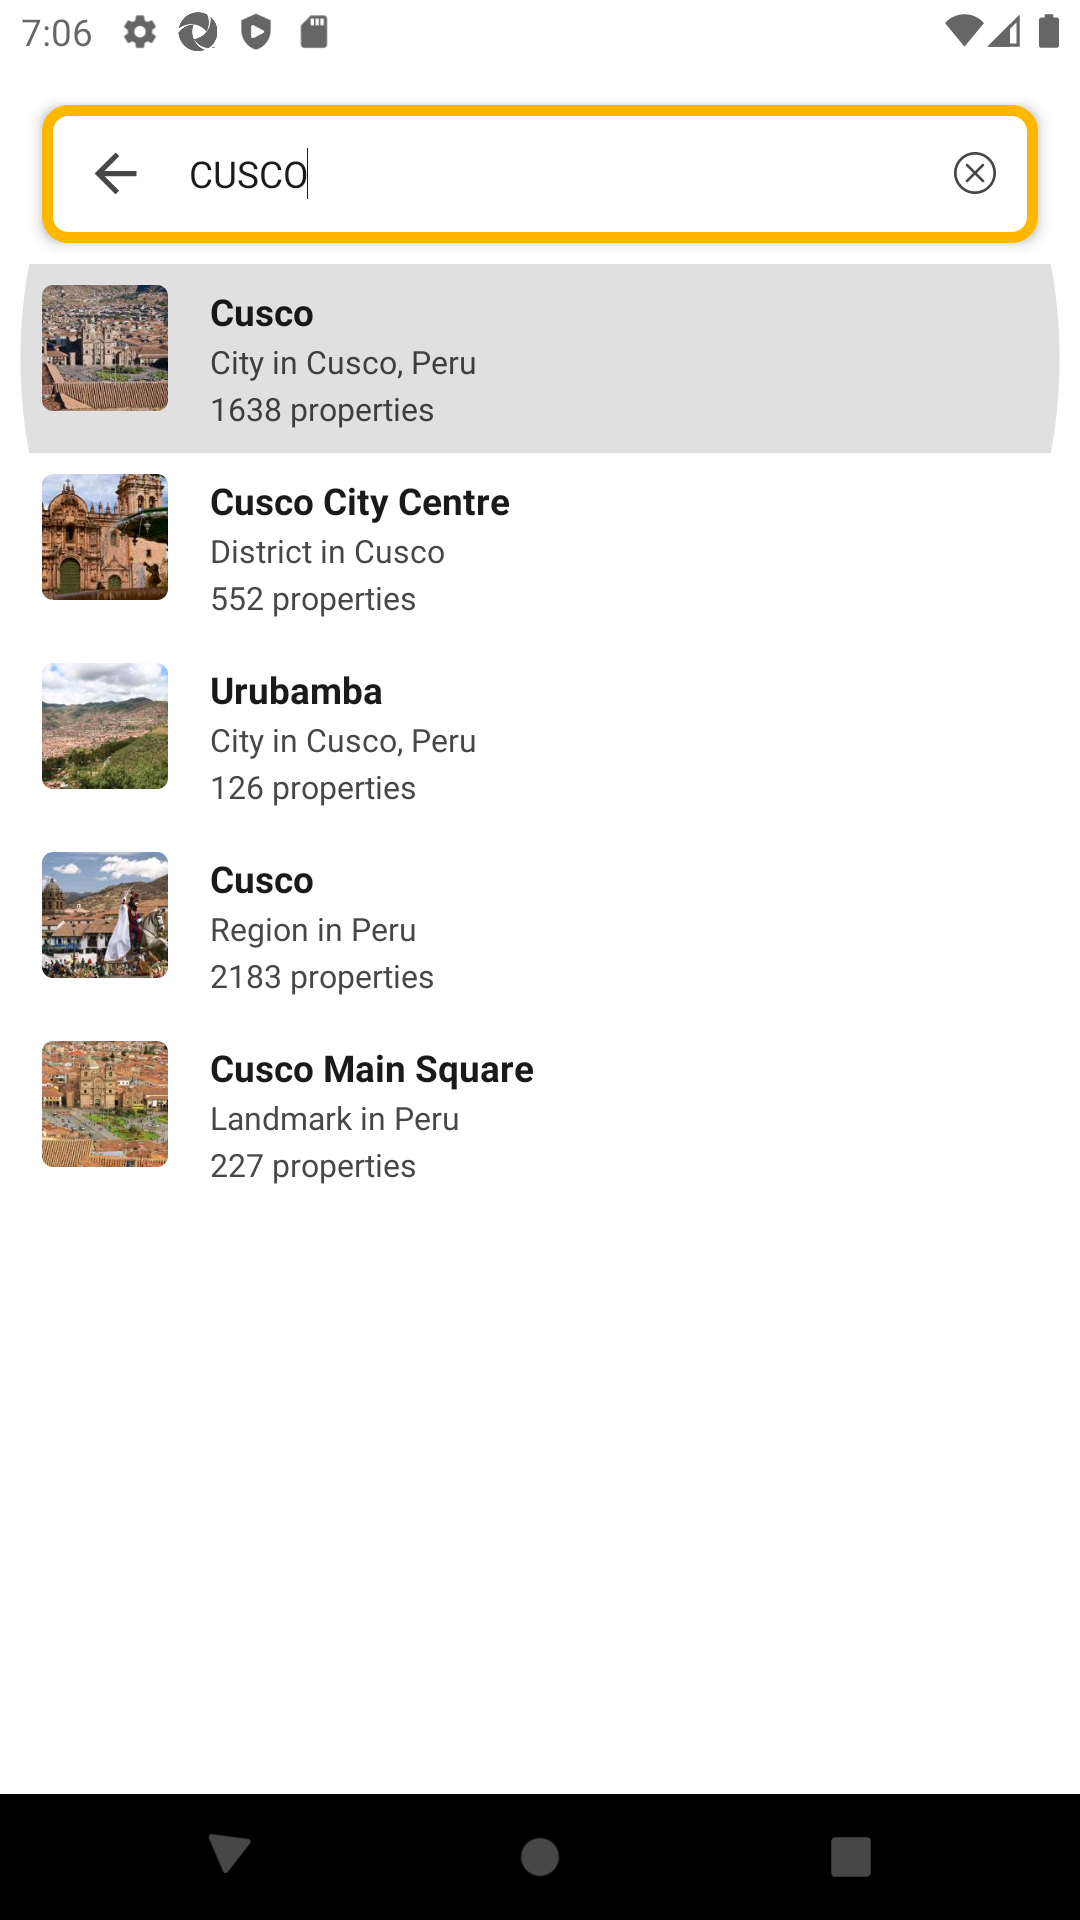 7:06
CUSCO
Cusco
City in Cusco, Peru
1638 properties
Cusco City Centre
District in Cusco
552 properties
Urubamba
City in Cusco, Peru
126 properties
Cusco
Region in Peru
2183 properties
Cusco Main Square
Landmark in Peru
227 properties